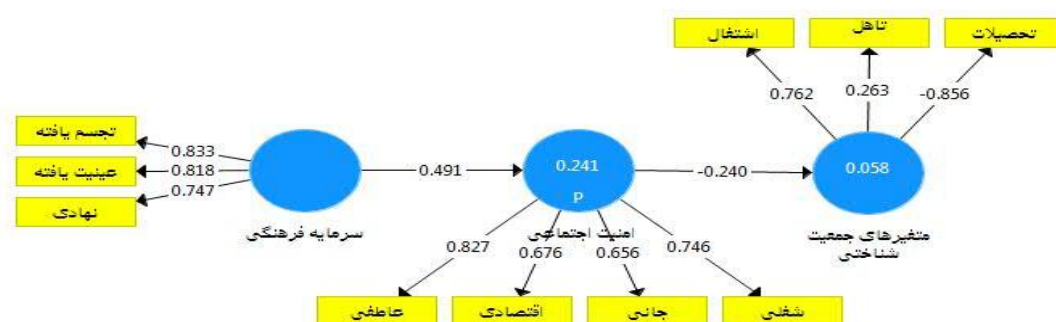 اشتغال
تاهل
تحصیلات
0.762
0.263
-0.856
تجسم یافته
عینیت یافته
نهادی
0.833
0.818
0.747
0.491
0.241
P
-0.240
0.058
سرمایه فرهنگی
امنیت اجتماعی
متغیرهای جمعیت
شناختی
0.827
0.676
0.656
0.746
عاطفی
اقتصادی
جانی
شغلی